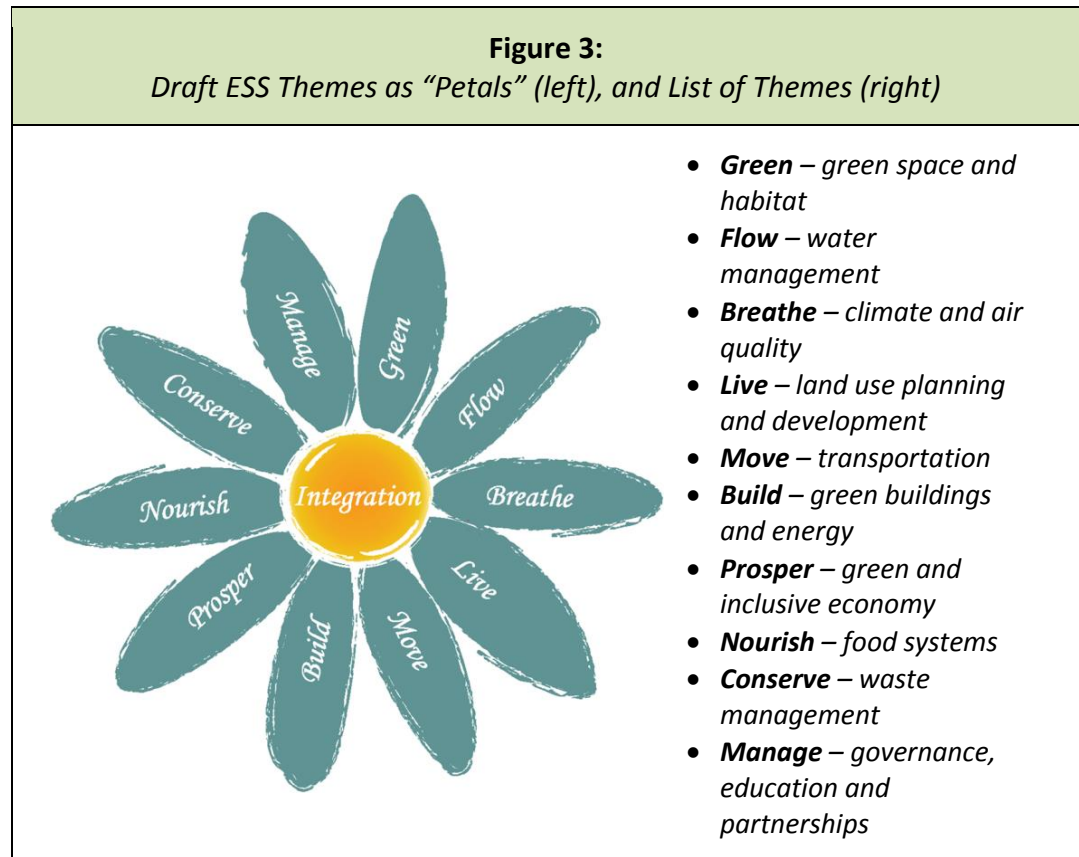 Figure 3:
Draft ESS Themes as “Petals” (left), and List of Themes (right)
Manage
Green
Conserve
Flow
Nourish
Integration
Breathe
Prosper
Live
Build
Move
• Green – green space and
habitat
• Flow – water
management
• Breathe – climate and air
quality
• Live – land use planning
and development
• Move – transportation
• Build – green buildings
and energy
• Prosper – green and
inclusive economy
• Nourish – food systems
• Conserve – waste
management
• Manage – governance,
education and
partnerships